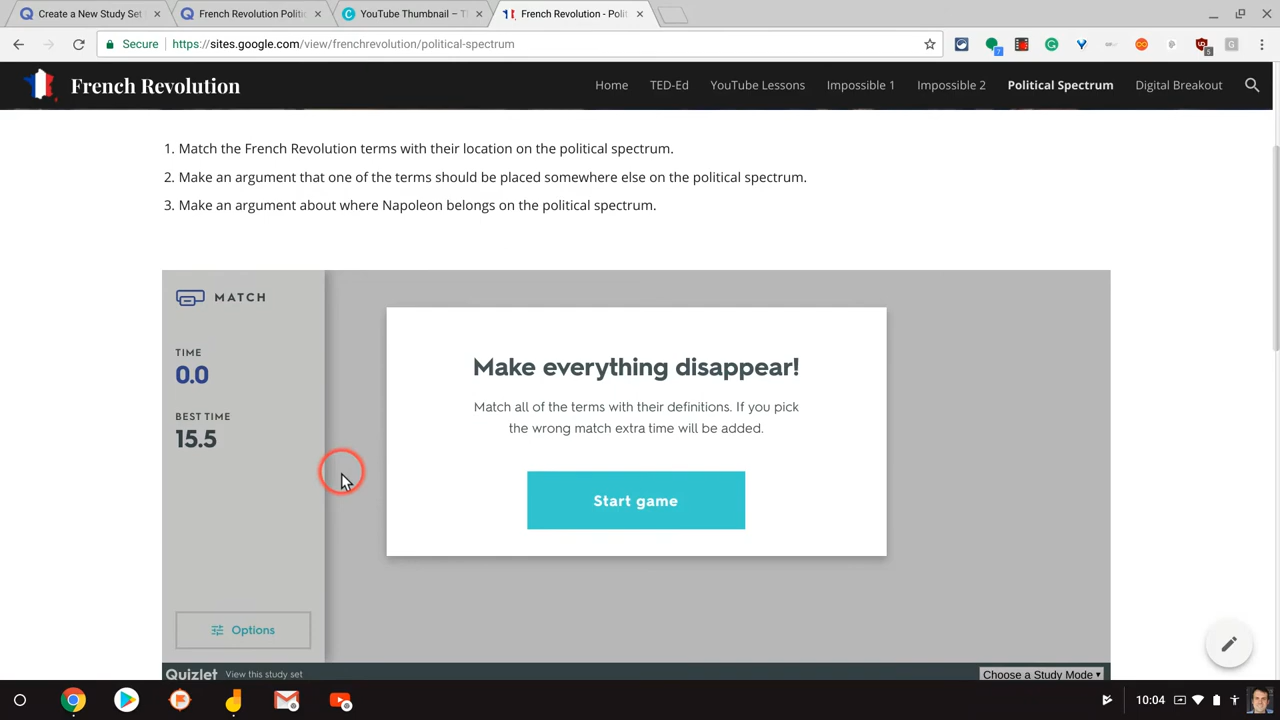 Create a New Study Set
French Revolution Politi
YouTube Thumbnail – T
French Revolution - Polit
Secure
https://sites.google.com/view/frenchrevolution/political-spectrum
French Revolution
Home
TED-Ed
YouTube Lessons
Impossible 1
Impossible 2
Political Spectrum
Digital Breakout
1. Match the French Revolution terms with their location on the political spectrum.
2. Make an argument that one of the terms should be placed somewhere else on the political spectrum.
3. Make an argument about where Napoleon belongs on the political spectrum.
MATCH
TIME
0.0
BEST TIME
15.5
Make everything disappear!
Match all of the terms with their definitions. If you pick
the wrong match extra time will be added.
Start game
Options
Quizlet
View this study set
Choose a Study Mode
10:04